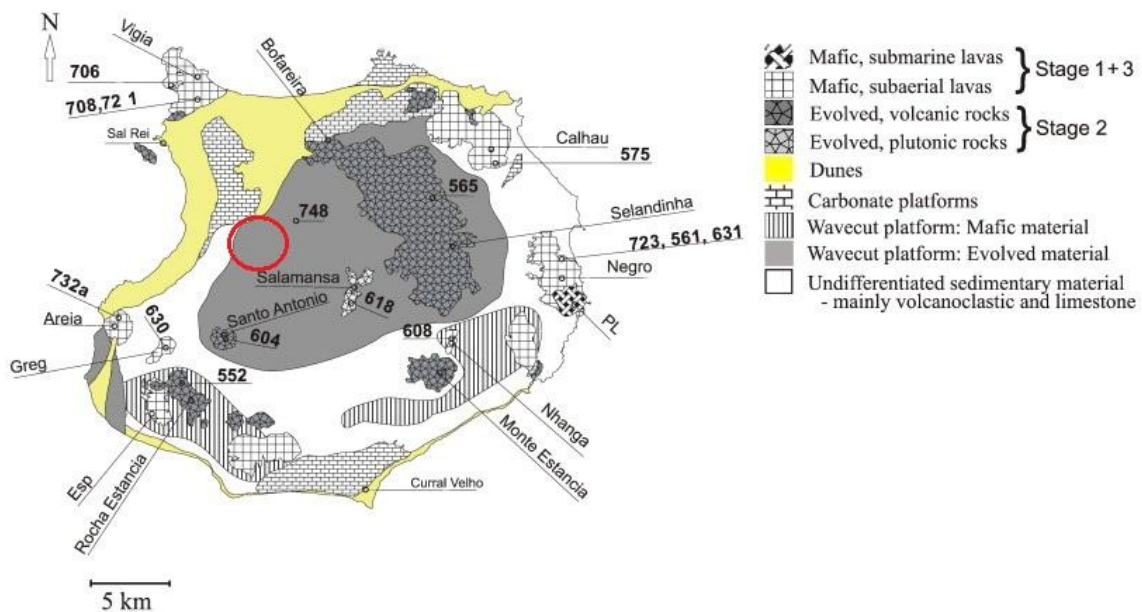 N
Vigia
706
708,72 1
Sal Rei
Bofareira
Calhau
575
565
748
Selandinha
723, 561, 631
Negro
PL
Salamansa
618
Santo Antonio
604
732a
Areia
630
Greg
608
552
Nhanga
Monte Estancia
Esp
Rocha Estancia
Curral Velho
5 km
Mafic, submarine lavas
Mafic, subaerial lavas
Stage 1+3
Evolved, volcanic rocks
Evolved, plutonic rocks
Stage 2
Dunes
Carbonate platforms
Wavecut platform: Mafic material
Wavecut platform: Evolved material
Undifferentiated sedimentary material
- mainly volcanoclastic and limestone